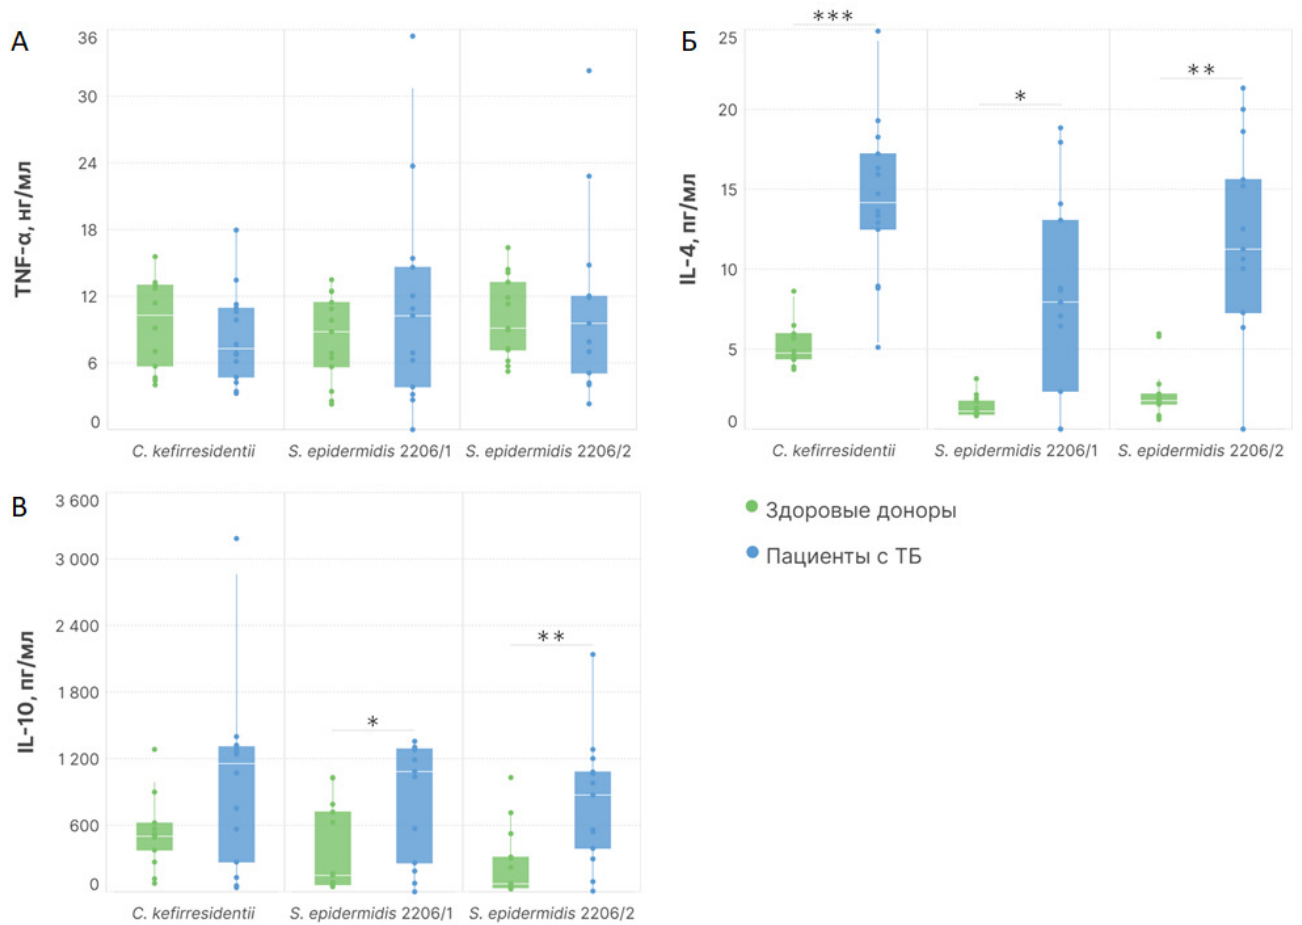 А
TNF-α, нг/мл
36
30
24
18
12
6
0
C. kefirresidentii
S. epidermidis 2206/1
S. epidermidis 2206/2
Б
IL-4, пг/мл
25
20
15
10
5
0
***
*
**
C. kefirresidentii
S. epidermidis 2206/1
S. epidermidis 2206/2
В
IL-10, пг/мл
3 600
3 000
2 400
1 800
1 200
600
0
*
**
C. kefirresidentii
S. epidermidis 2206/1
S. epidermidis 2206/2
Здоровые доноры
Пациенты с ТБ